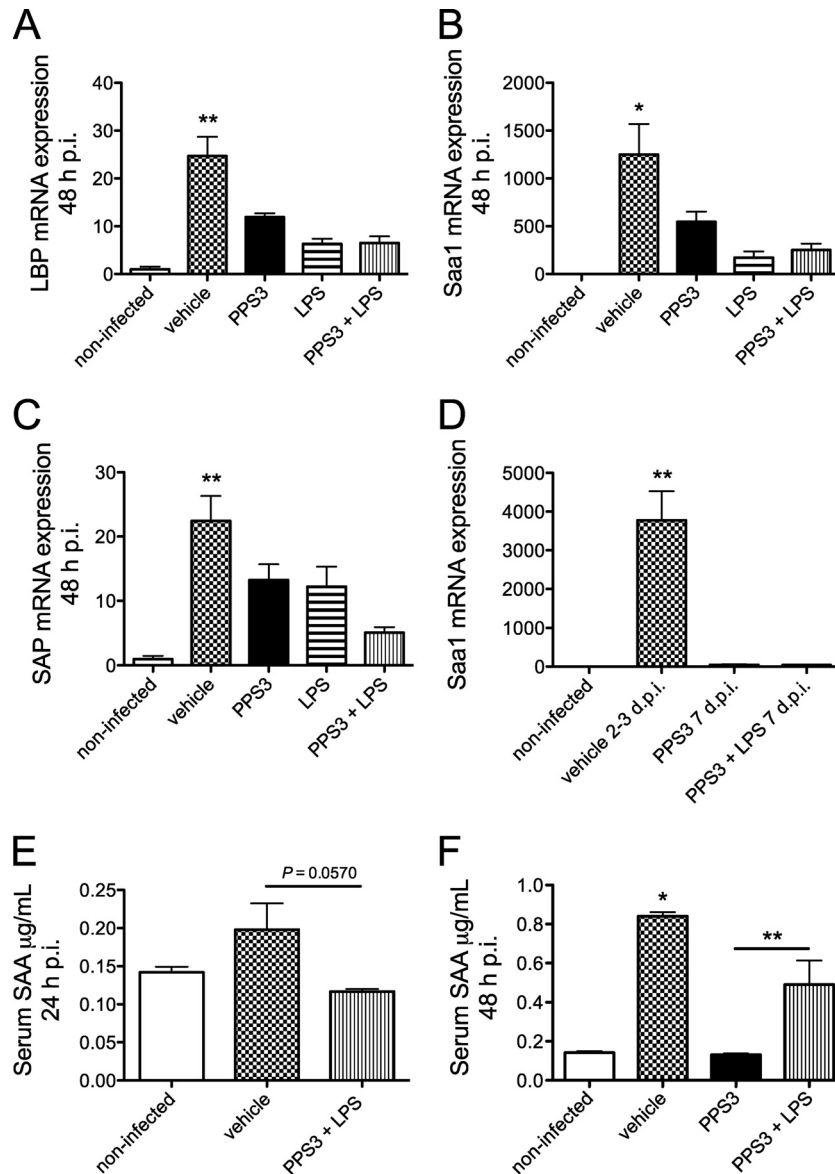 A
LBP mRNA expression
48 h p.i.
40
30
20
10
0
**
non-infected
vehicle
PPS3
LPS
PPS3 + LPS
B
Saa1 mRNA expression
48 h p.i.
2000
1500
1000
500
0
*
non-infected
vehicle
PPS3
LPS
PPS3 + LPS
C
SAP mRNA expression
48 h p.i.
30
20
10
0
**
non-infected
vehicle
PPS3
LPS
PPS3 + LPS
D
Saa1 mRNA expression
5000
4000
3000
2000
1000
0
**
non-infected
vehicle 2-3 d.p.i.
PPS3 7 d.p.i.
PPS3 + LPS 7 d.p.i.
E
Serum SAA µg/mL
24 h p.i.
0.25
0.20
0.15
0.10
0.05
0.00
P = 0.0570
non-infected
vehicle
PPS3 + LPS
F
Serum SAA µg/mL
48 h p.i.
1.0
0.8
0.6
0.4
0.2
0.0
*
**
non-infected
vehicle
PPS3
PPS3 + LPS